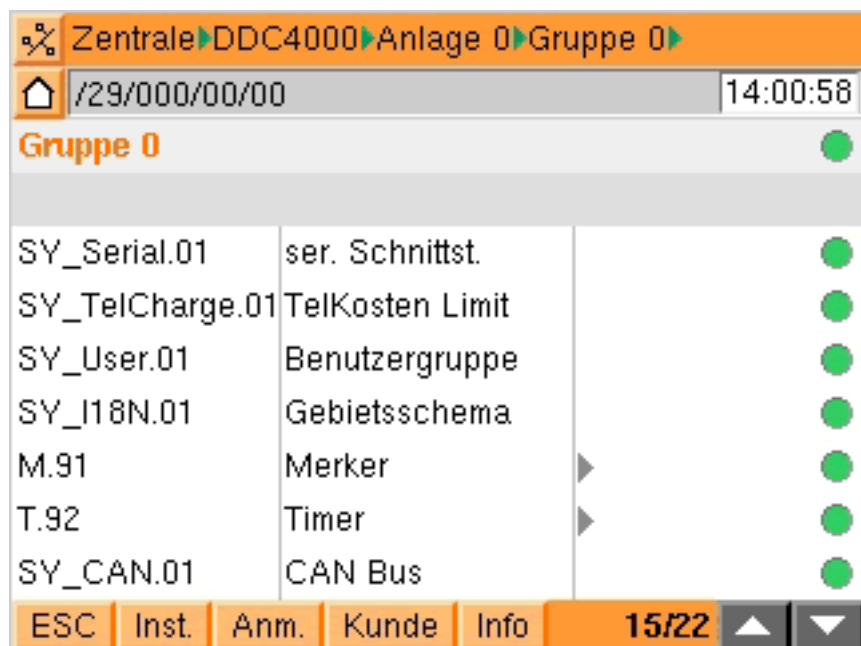 Zentrale DDC4000 Anlage 0 Gruppe 0
/29/000/00/00 14:00:58
Gruppe 0
SY_Serial.01 ser. Schnittst.
SY_TelCharge.01 TelKosten Limit
SY_User.01 Benutzergruppe
SY_I18N.01 Gebietsschema
M.91 Merker
T.92 Timer
SY_CAN.01 CAN Bus
ESC Inst. Anm. Kunde Info 15/22